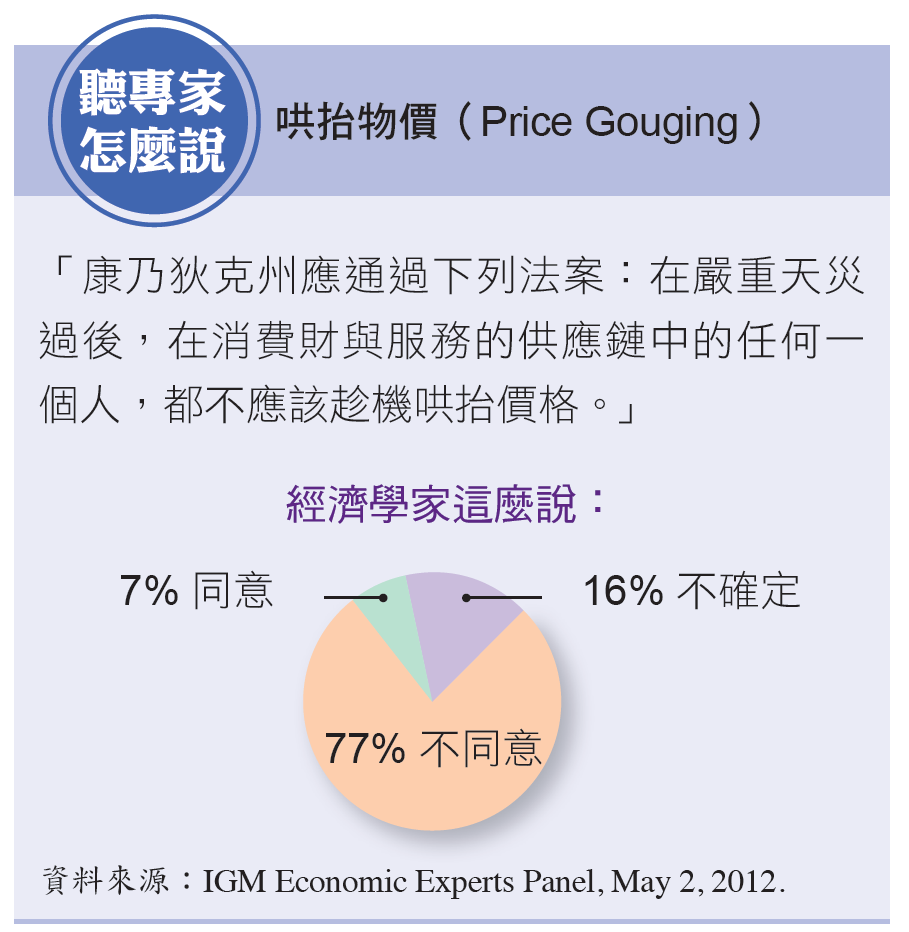 聽專家
怎麼說
哄抬物價（Price Gouging）
「康乃狄克州應通過下列法案：在嚴重天災
過後，在消費財與服務的供應鏈中的任何一
個人，都不應該趁機哄抬價格。」
經濟學家這麼說：
7% 同意
16% 不確定
77% 不同意
資料來源：IGM Economic Experts Panel, May 2, 2012.